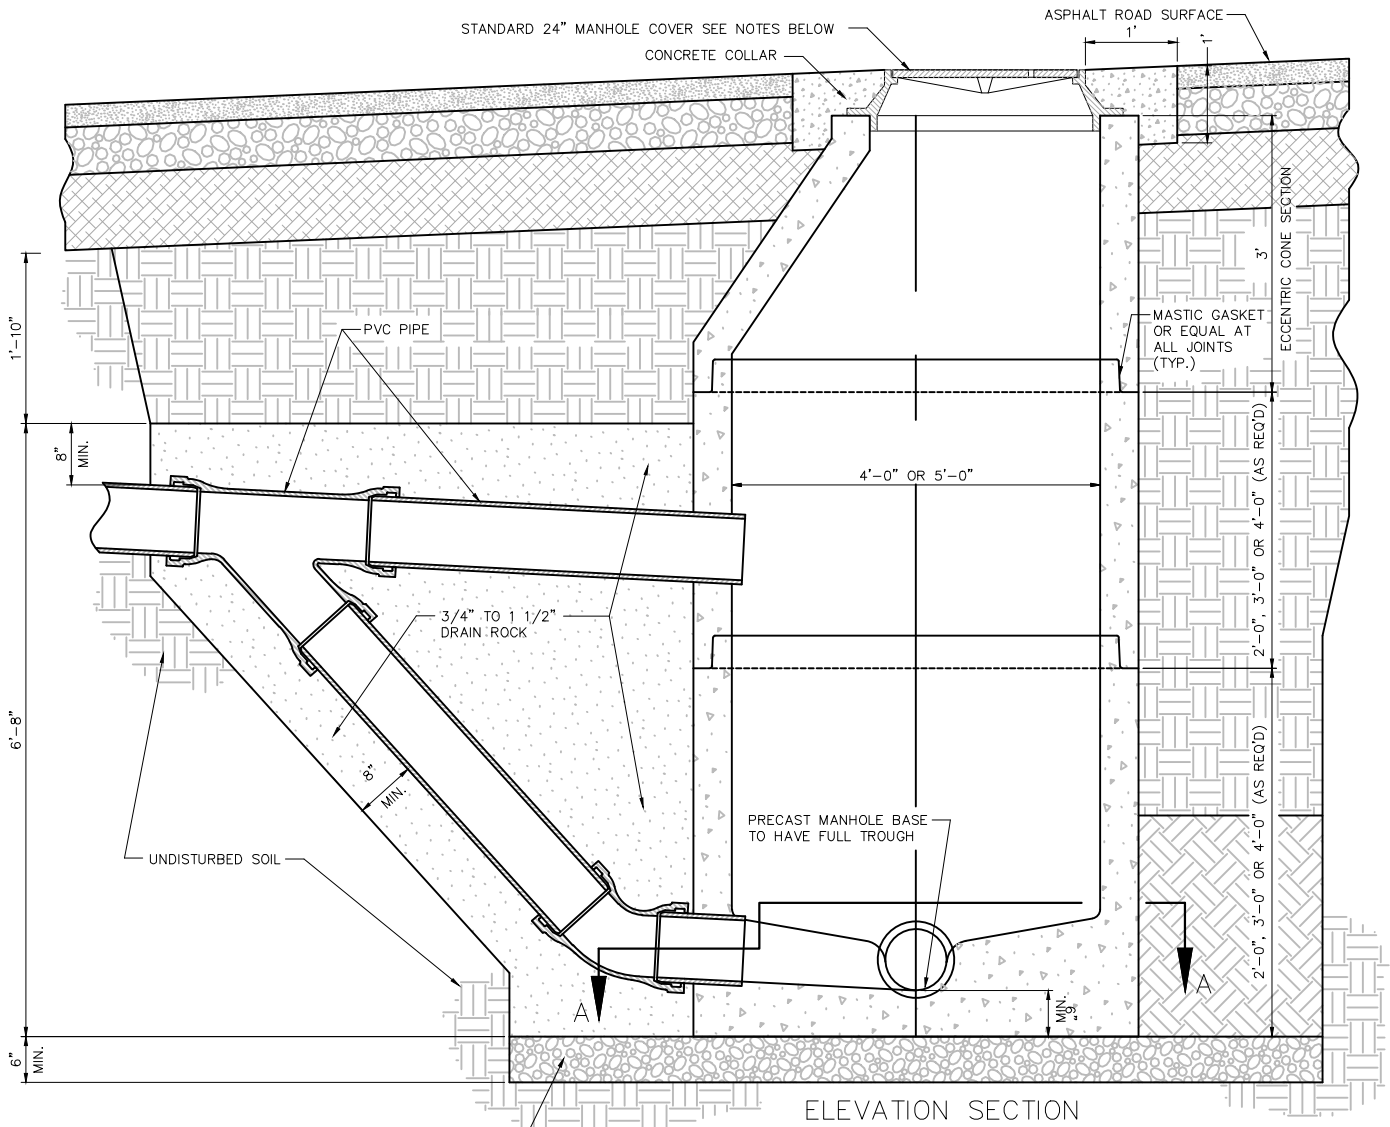 ASPHALT ROAD SURFACE
STANDARD 24" MANHOLE COVER SEE NOTES BELOW
1'
1'
CONCRETE COLLAR
ECCENTRIC CONE SECTION
3'
1'-10"
PVC PIPE
MASTIC GASKET
OR EQUAL AT
ALL JOINTS
(TYP.)
8"
MIN.
4'-0" OR 5'-0"
2'-0", 3'-0" OR 4'-0" (AS REQ'D)
3/4" TO 1 1/2"
DRAIN ROCK
6'-8"
8"
MIN.
PRECAST MANHOLE BASE
TO HAVE FULL TROUGH
2'-0", 3'-0" OR 4'-0" (AS REQ'D)
UNDISTURBED SOIL
A
A
MIN.
6"
6"
MIN.
ELEVATION SECTION